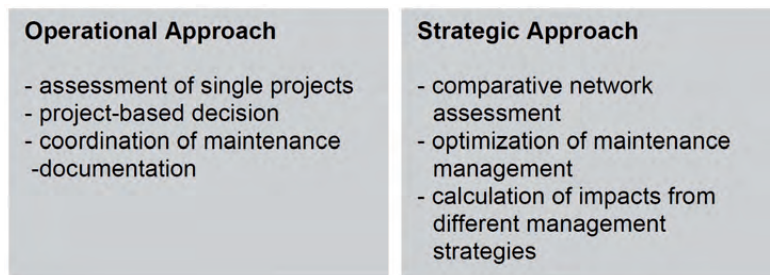 Operational Approach
- assessment of single projects
- project-based decision
- coordination of maintenance
-documentation
Strategic Approach
- comparative network
assessment
- optimization of maintenance
management
- calculation of impacts from
different management
strategies